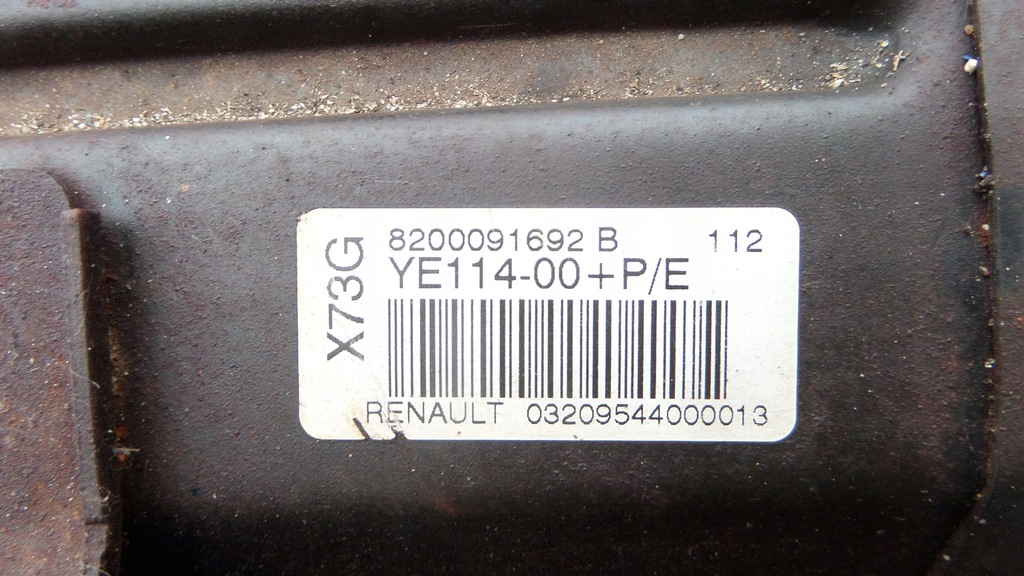 X73G
8200091692 B 112
YE114-00+P/E
RENAULT 03209544000013